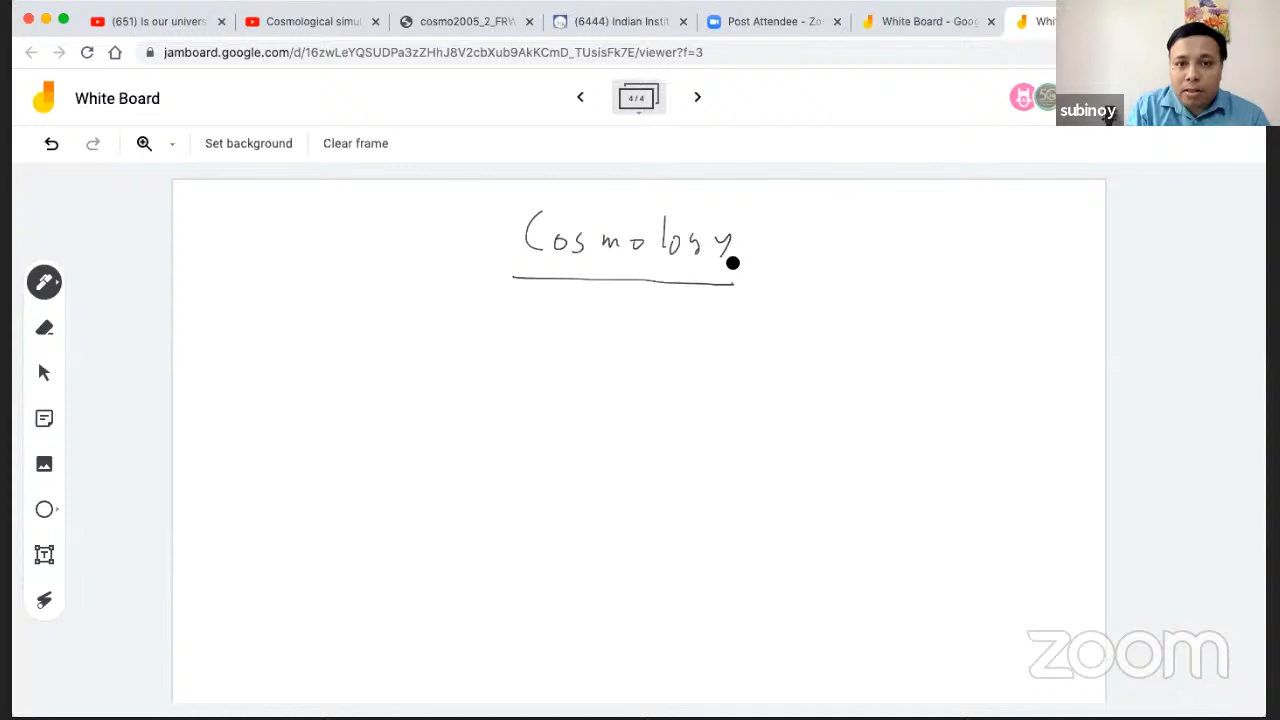 (651) Is our univers
Cosmological simul
cosmo2005_2_FRW
(6444) Indian Instit
Post Attendee - Zo
White Board - Goog
Whi
jamboard.google.com/d/16zwLeYQSUDPa3zZHhJ8V2cbXub9AkKCmD_TUsisFk7E/viewer?f=3
White Board
4 / 4
subinoy
Set background
Clear frame
Cosmology
T
zoom